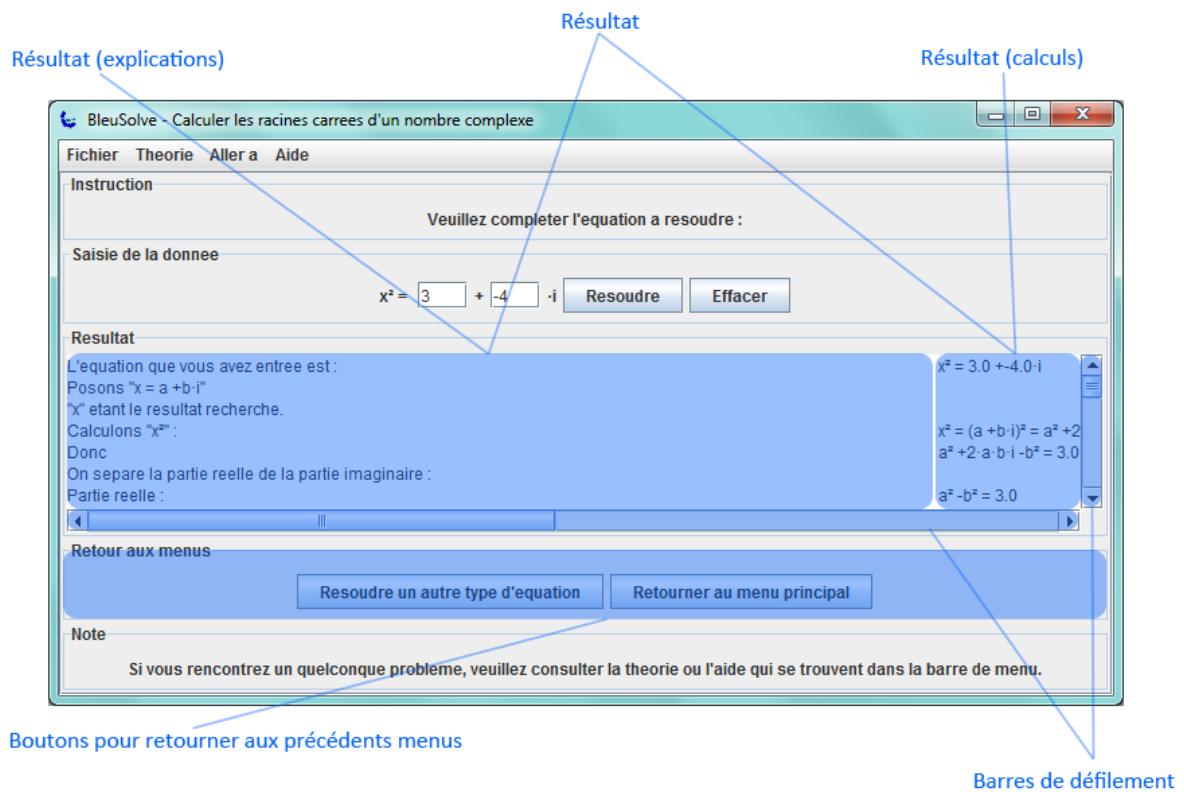 Résultat
Résultat (explications)
Résultat (calculs)
BleuSolve - Calculer les racines carrees d'un nombre complexe
Fichier Theorie Aller a Aide
Instruction
Veuillez completer l'equation a resoudre :
Saisie de la donnee
x² = 3 + -4 ·i Resoudre Effacer
Resultat
L'equation que vous avez entree est : x² = 3.0 +-4.0·i
Posons "x = a +b·i"
"x" etant le resultat recherche.
Calculons "x²" : x² = (a +b·i)² = a² +2
Donc a² +2·a·b·i -b² = 3.0
On separe la partie reelle de la partie imaginaire :
Partie reelle : a² -b² = 3.0
Retour aux menus
Resoudre un autre type d'equation Retourner au menu principal
Note
Si vous rencontrez un quelconque probleme, veuillez consulter la theorie ou l'aide qui se trouvent dans la barre de menu.
Boutons pour retourner aux précédents menus
Barres de défilement